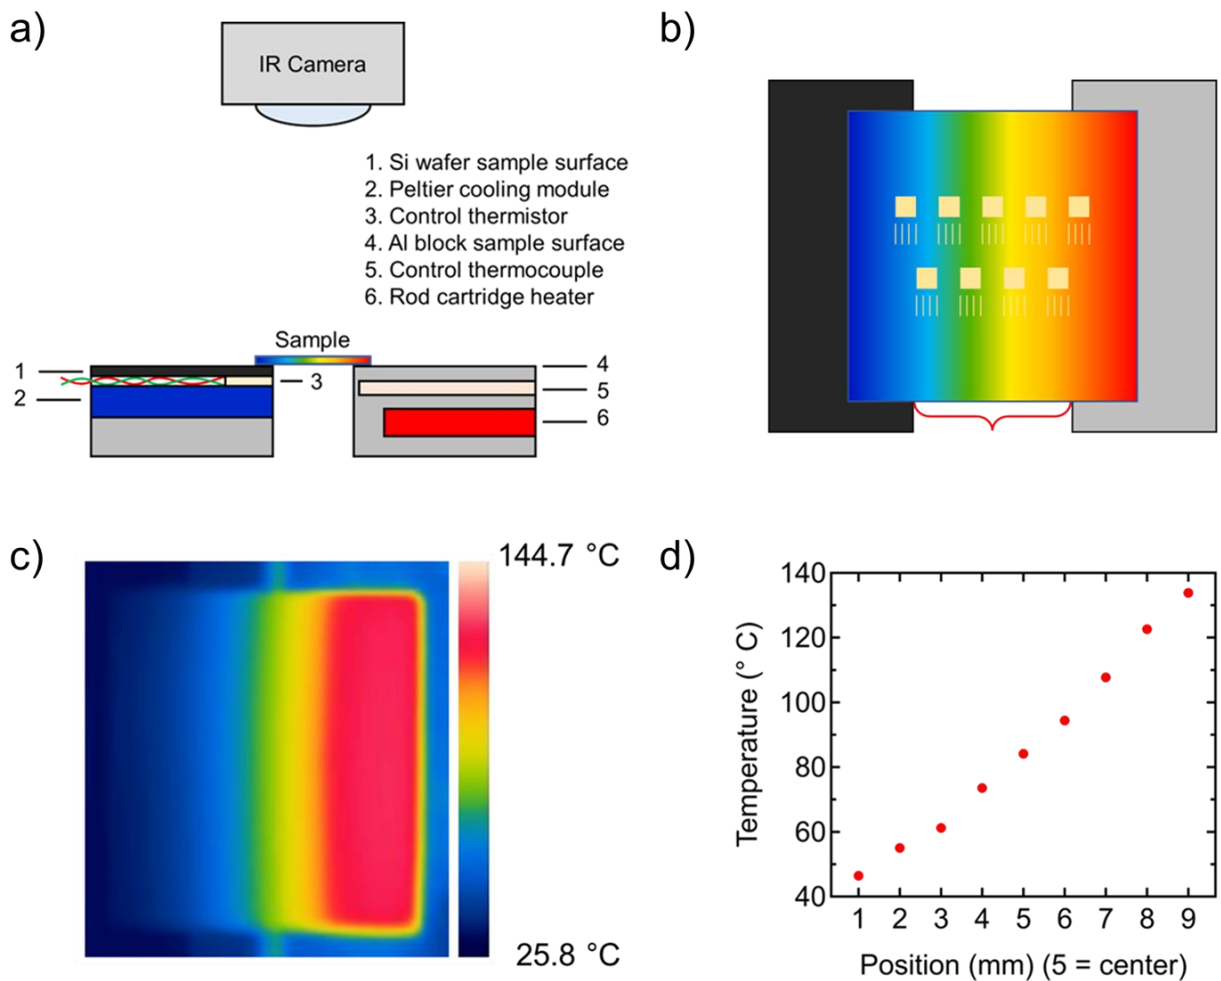 a)
IR Camera
1. Si wafer sample surface
2. Peltier cooling module
3. Control thermistor
4. Al block sample surface
5. Control thermocouple
6. Rod cartridge heater
Sample
1
2
3
4
5
6
b)
c)
144.7 °C
25.8 °C
d)
Temperature (° C)
140
120
100
80
60
40
1 2 3 4 5 6 7 8 9
Position (mm) (5 = center)